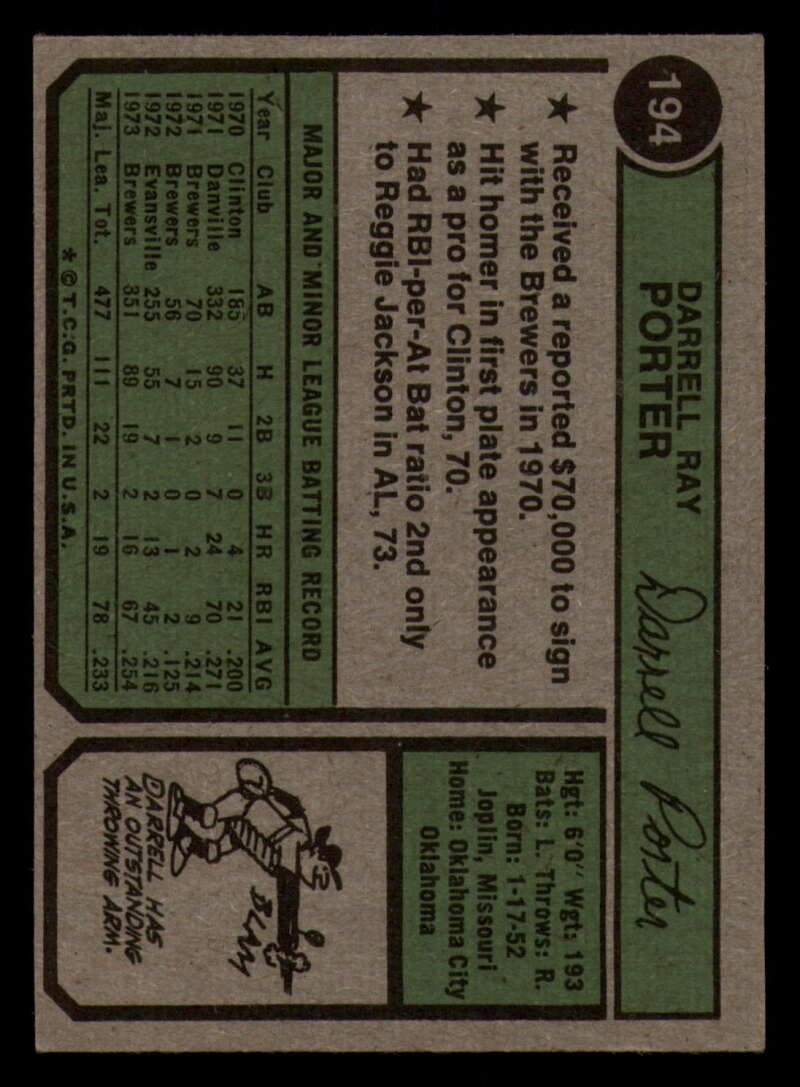 194
DARRELL RAY
PORTER
Darrell Porter
★ Received a reported $70,000 to sign
with the Brewers in 1970.
★ Hit homer in first plate appearance
as a pro for Clinton, 70.
★ Had RBI-per-At Bat ratio 2nd only
to Reggie Jackson in AL, 73.
MAJOR AND MINOR LEAGUE BATTING RECORD
Year Club AB H 2B 3B HR RBI AVG
1970 Clinton 185 37 11 0 4 21 .200
1971 Danville 332 90 9 7 24 70 .271
1971 Brewers 70 15 2 0 2 9 .214
1972 Brewers 56 7 1 0 1 2 .125
1972 Evansville 255 55 7 2 13 45 .216
1973 Brewers 351 89 19 2 16 67 .254
Maj. Lea. Tot. 477 111 22 2 19 78 .233
* © T.C.G. PRTD. IN U.S.A.
Hgt: 6'0" Wgt: 193
Bats: L. Throws: R.
Born: 1-17-52
Joplin, Missouri
Home: Oklahoma City
Oklahoma
BLAM
DARRELL HAS
AN OUTSTANDING
THROWING ARM.